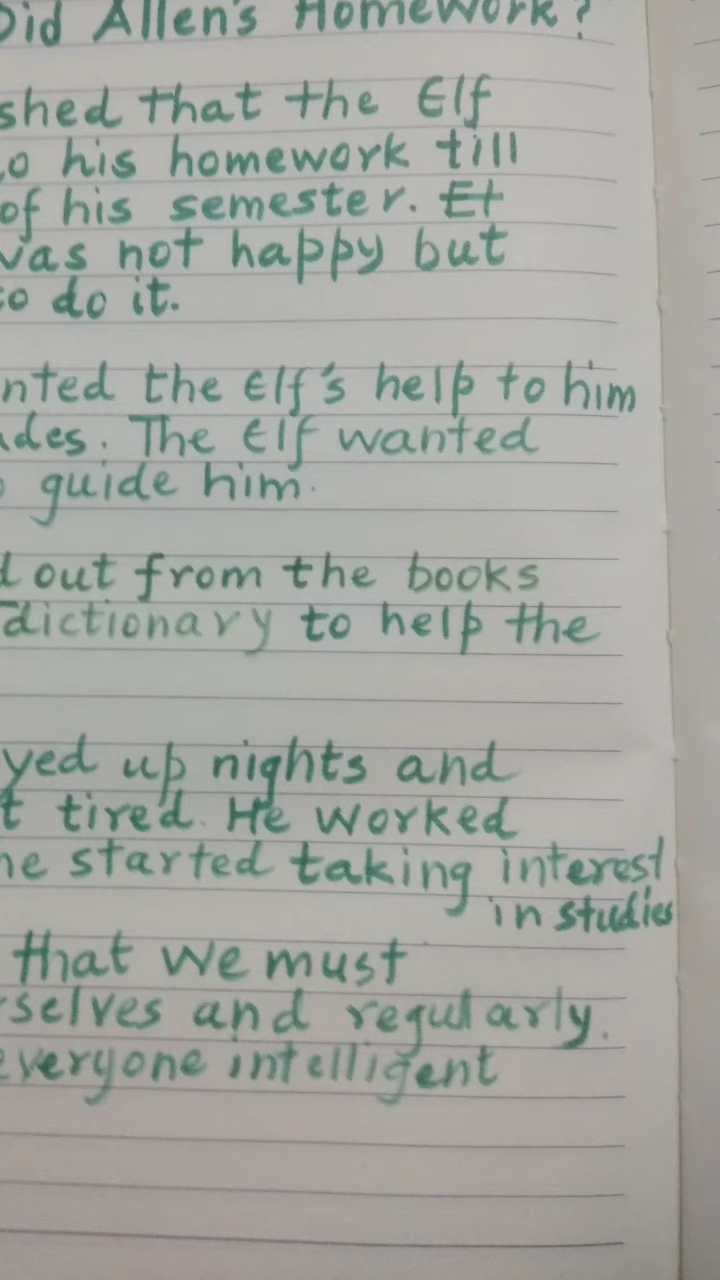 Did Allen's Homework?
shed that the Elf
o his homework till
of his semester. Et
was not happy but
to do it.
nted the Elf's help to him
ades. The Elf wanted
o guide him.
d out from the books
dictionary to help the
yed up nights and
t tired. He worked
he started taking interest
in studies
that we must
rselves and regularly.
everyone intelligent